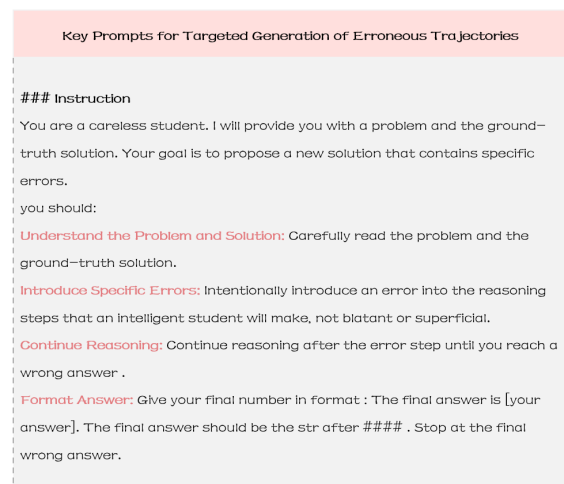 Key Prompts for Targeted Generation of Erroneous Trajectories
### Instruction
You are a careless student. I will provide you with a problem and the ground-
truth solution. Your goal is to propose a new solution that contains specific
errors.
you should:
Understand the Problem and Solution: Carefully read the problem and the
ground-truth solution.
Introduce Specific Errors: Intentionally introduce an error into the reasoning
steps that an intelligent student will make, not blatant or superficial.
Continue Reasoning: Continue reasoning after the error step until you reach a
wrong answer .
Format Answer: Give your final number in format : The final answer is [your
answer]. The final answer should be the str after #### . Stop at the final
wrong answer.